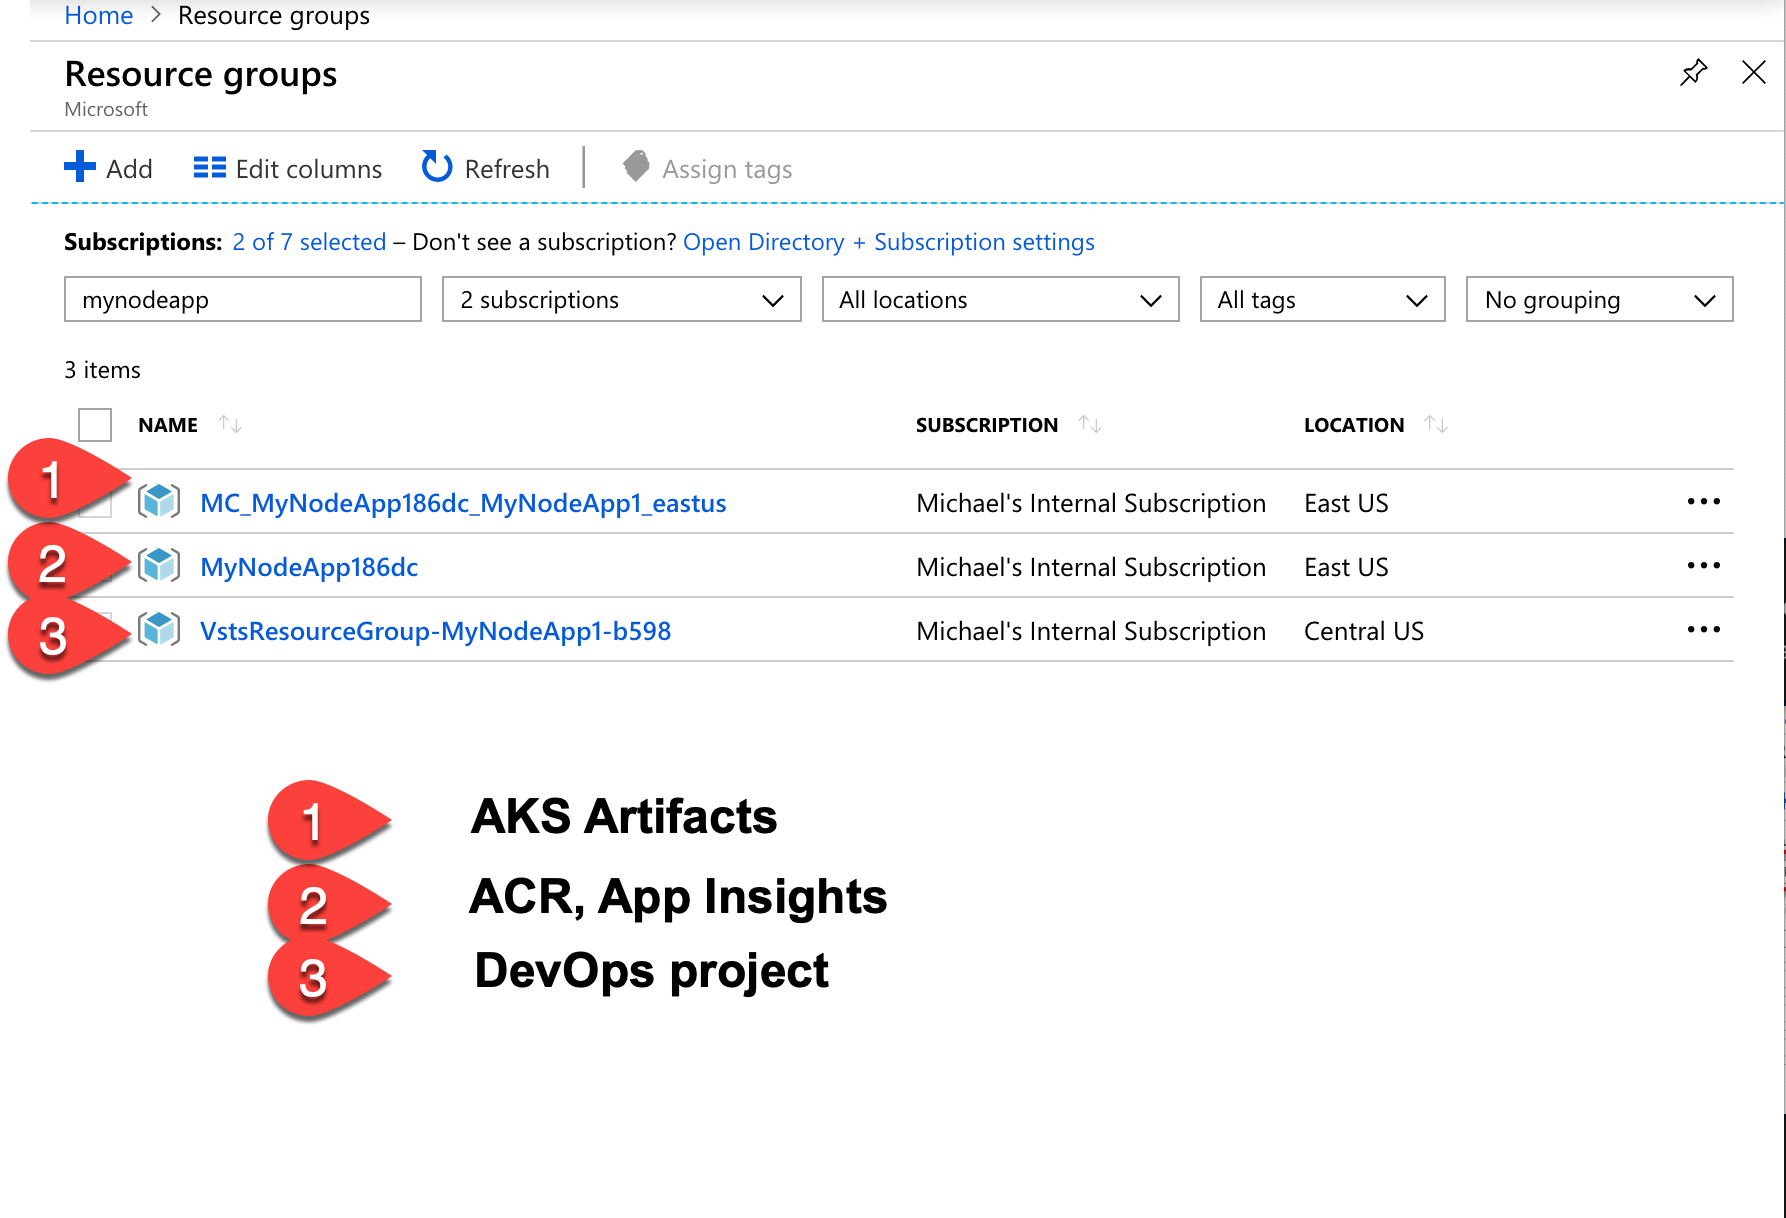 Home > Resource groups
Resource groups
Microsoft
Add Edit columns Refresh Assign tags
Subscriptions: 2 of 7 selected – Don't see a subscription? Open Directory + Subscription settings
mynodeapp 2 subscriptions All locations All tags No grouping
3 items
NAME SUBSCRIPTION LOCATION
1 MC_MyNodeApp186dc_MyNodeApp1_eastus Michael's Internal Subscription East US
2 MyNodeApp186dc Michael's Internal Subscription East US
3 VstsResourceGroup-MyNodeApp1-b598 Michael's Internal Subscription Central US
1 AKS Artifacts
2 ACR, App Insights
3 DevOps project